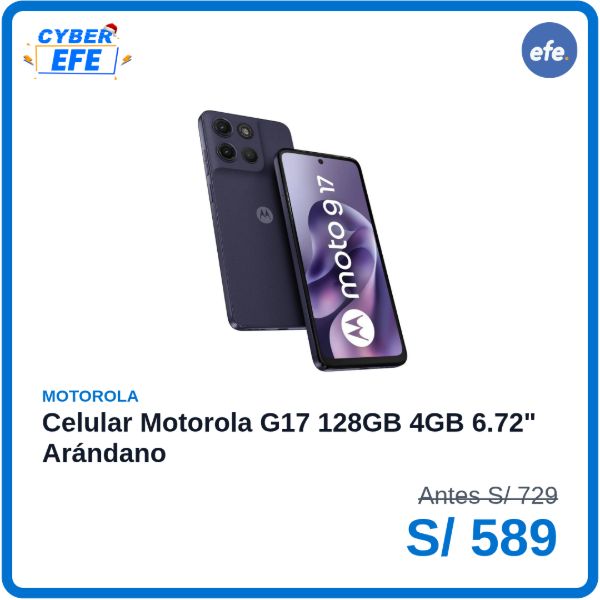 CYBER
EFE
efe.
moto g17
MOTOROLA
Celular Motorola G17 128GB 4GB 6.72"
Arándano
Antes S/ 729
S/ 589